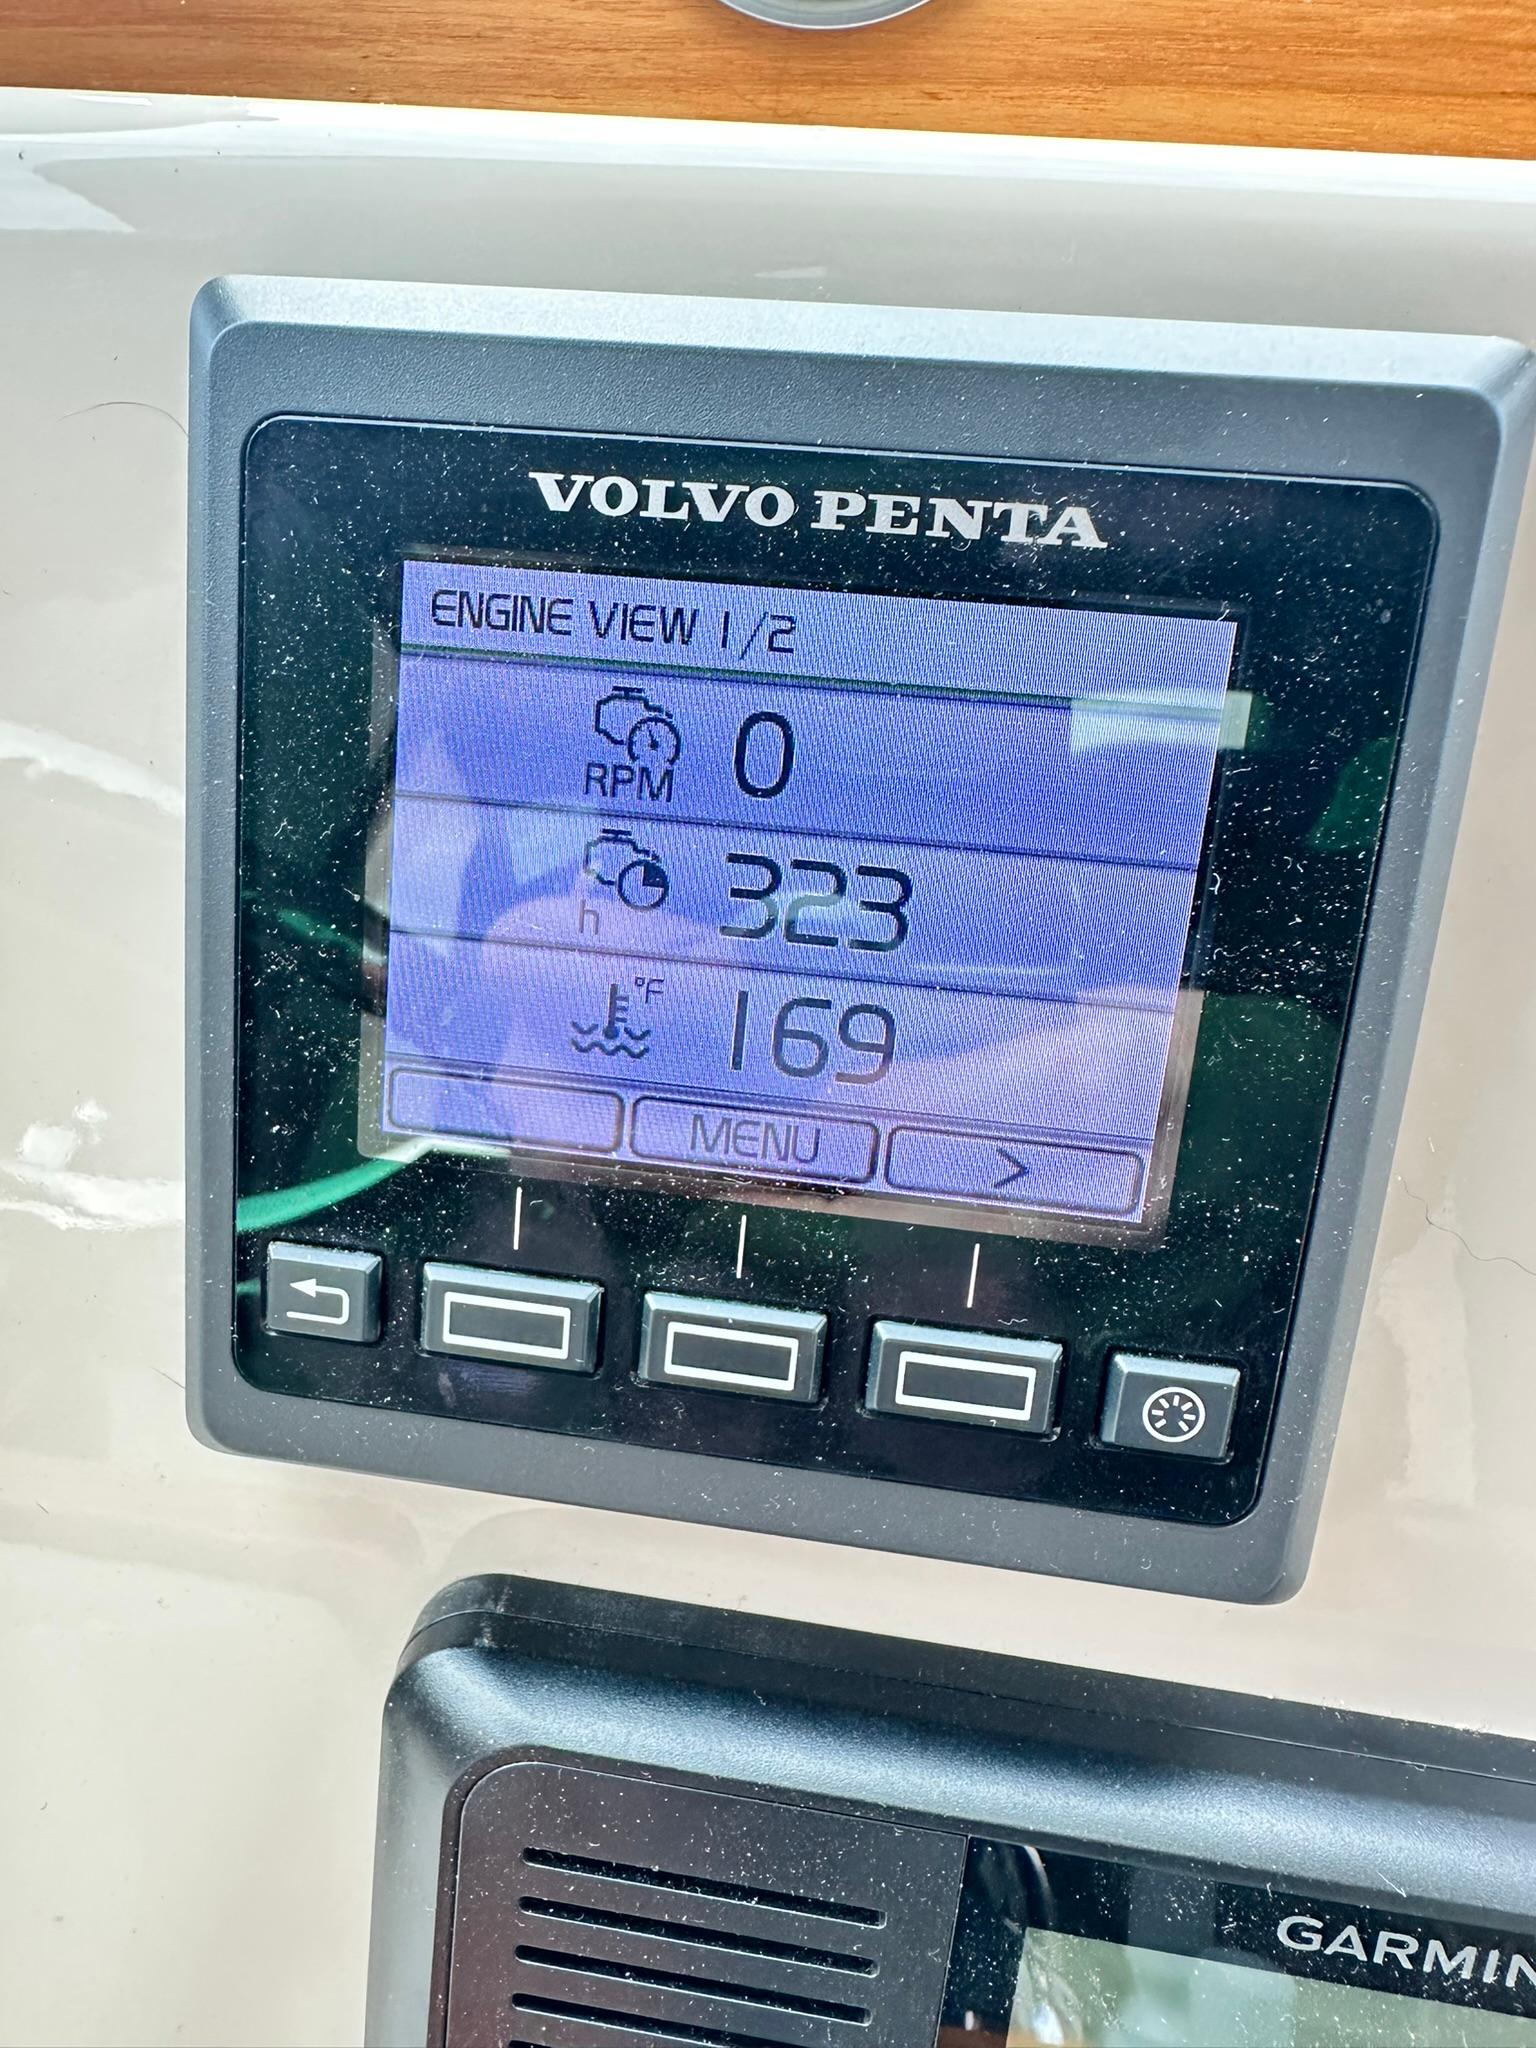 VOLVO PENTA
ENGINE VIEW 1/2
RPM 0
h 323
°F 169
MENU >
GARMIN